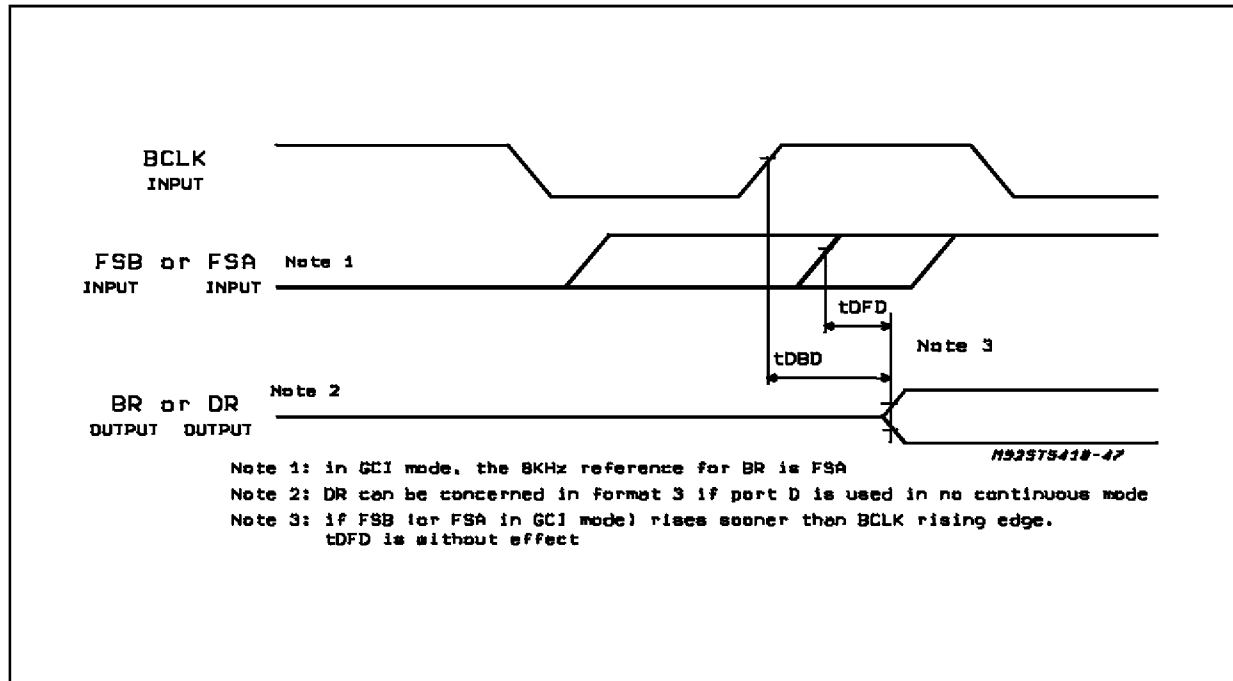 BCLK
INPUT
FSB or FSA Note 1
INPUT INPUT
tDFD
Note 3
tDBD
Note 2
BR or DR
OUTPUT OUTPUT
M92ST5410-47
Note 1: in GCI mode, the 8KHz reference for BR is FSA
Note 2: DR can be concerned in format 3 if port D is used in no continuous mode
Note 3: if FSB (or FSA in GCI mode) rises sooner than BCLK rising edge,
tDFD is without effect